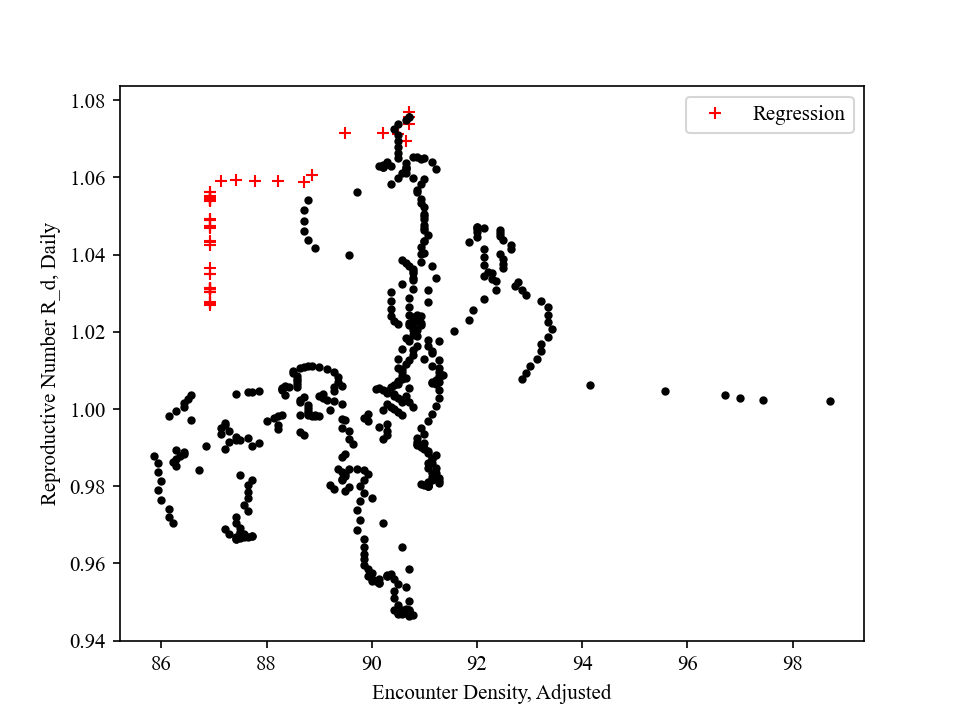 Regression
1.08
1.06
1.04
1.02
1.00
0.98
0.96
0.94
Reproductive Number R_d, Daily
86 88 90 92 94 96 98
Encounter Density, Adjusted